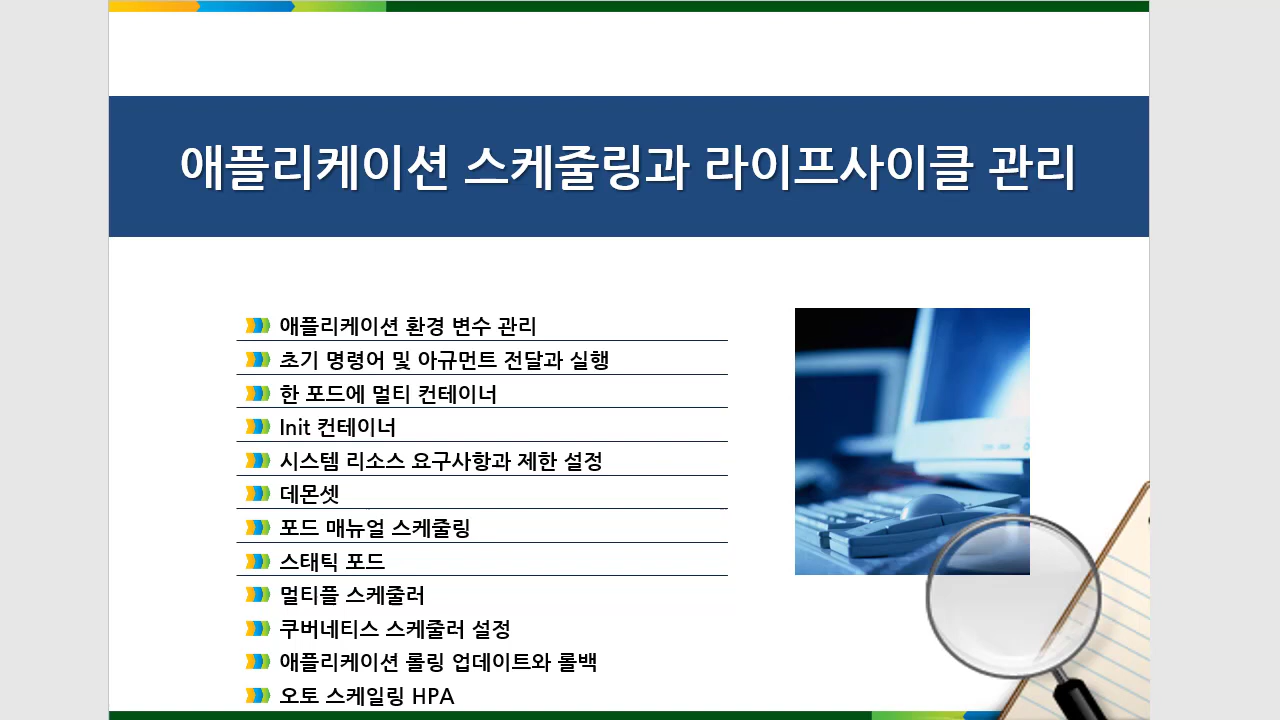 애플리케이션 스케줄링과 라이프사이클 관리
애플리케이션 환경 변수 관리
초기 명령어 및 아규먼트 전달과 실행
한 포드에 멀티 컨테이너
Init 컨테이너
시스템 리소스 요구사항과 제한 설정
데몬셋
포드 매뉴얼 스케줄링
스태틱 포드
멀티플 스케줄러
쿠버네티스 스케줄러 설정
애플리케이션 롤링 업데이트와 롤백
오토 스케일링 HPA